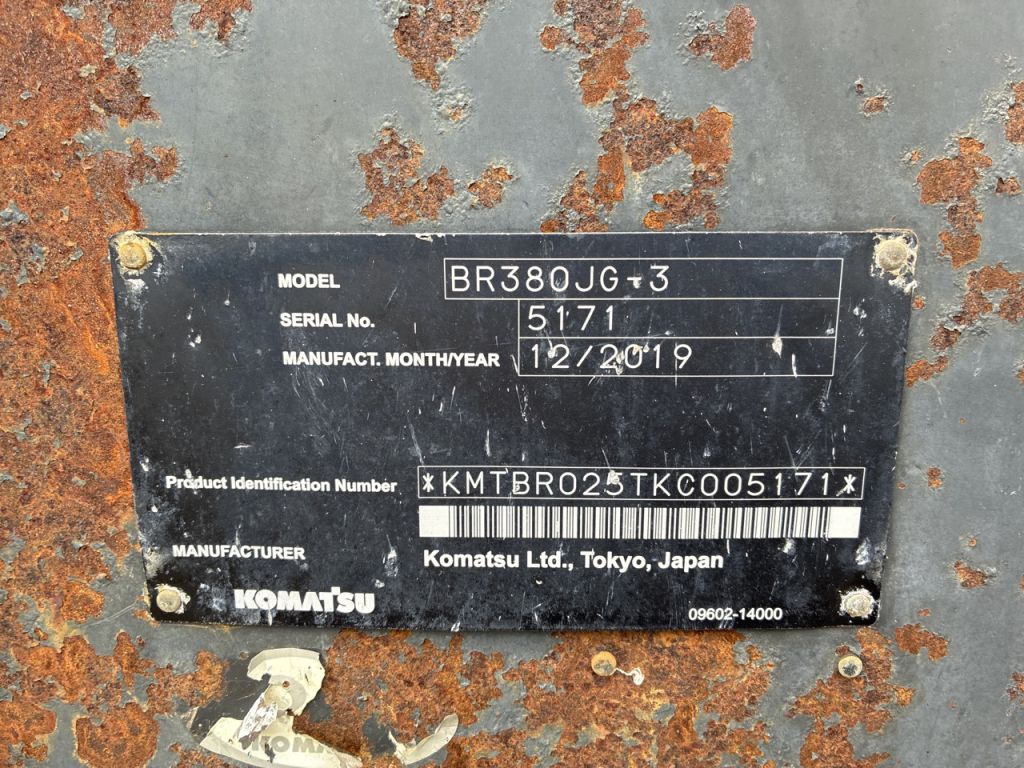 MODEL BR380JG-3
SERIAL No. 5171
MANUFACT. MONTH/YEAR 12/2019
Product Identification Number *KMTBR025TKC005171*
MANUFACTURER Komatsu Ltd., Tokyo, Japan
KOMATSU
09602-14000
KOMA